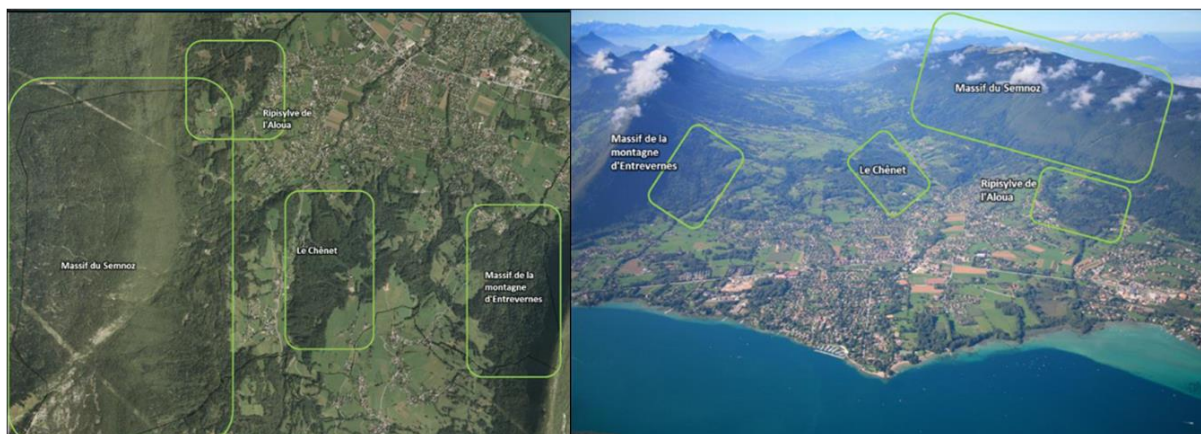 Ripisylve de
l'Aloua
Le Chênet
Massif du Semnoz
Massif de la
montagne
d'Entrevernes
Massif du Semnoz
Massif de la
montagne
d'Entrevernes
Le Chênet
Ripisylve de
l'Aloua